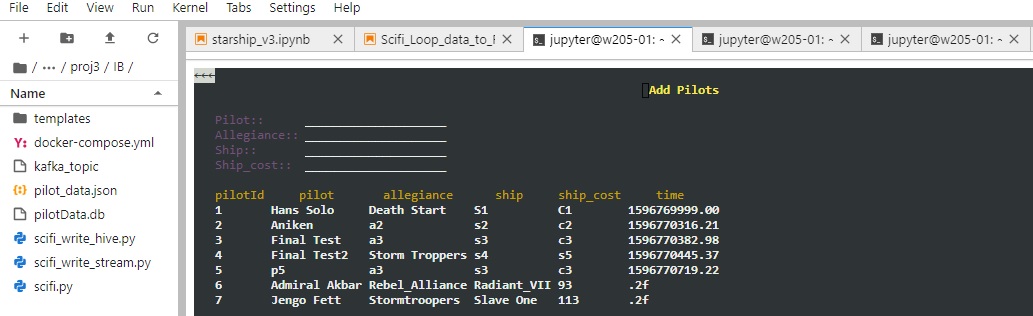 File Edit View Run Kernel Tabs Settings Help
starship_v3.ipynb
Scifi_Loop_data_to_F
jupyter@w205-01: ~
jupyter@w205-01: ~
jupyter@w205-01: ~
/ ··· / proj3 / IB /
Name
templates
docker-compose.yml
kafka_topic
pilot_data.json
pilotData.db
scifi_write_hive.py
scifi_write_stream.py
scifi.py
<<<
Add Pilots
Pilot::
Allegiance::
Ship::
Ship_cost::
pilotId pilot allegiance ship ship_cost time
1 Hans Solo Death Start S1 C1 1596769999.00
2 Aniken a2 s2 c2 1596770316.21
3 Final Test a3 s3 c3 1596770382.98
4 Final Test2 Storm Troppers s4 s5 1596770445.37
5 p5 a3 s3 c3 1596770719.22
6 Admiral Akbar Rebel_Alliance Radiant_VII 93 .2f
7 Jengo Fett Stormtroopers Slave One 113 .2f